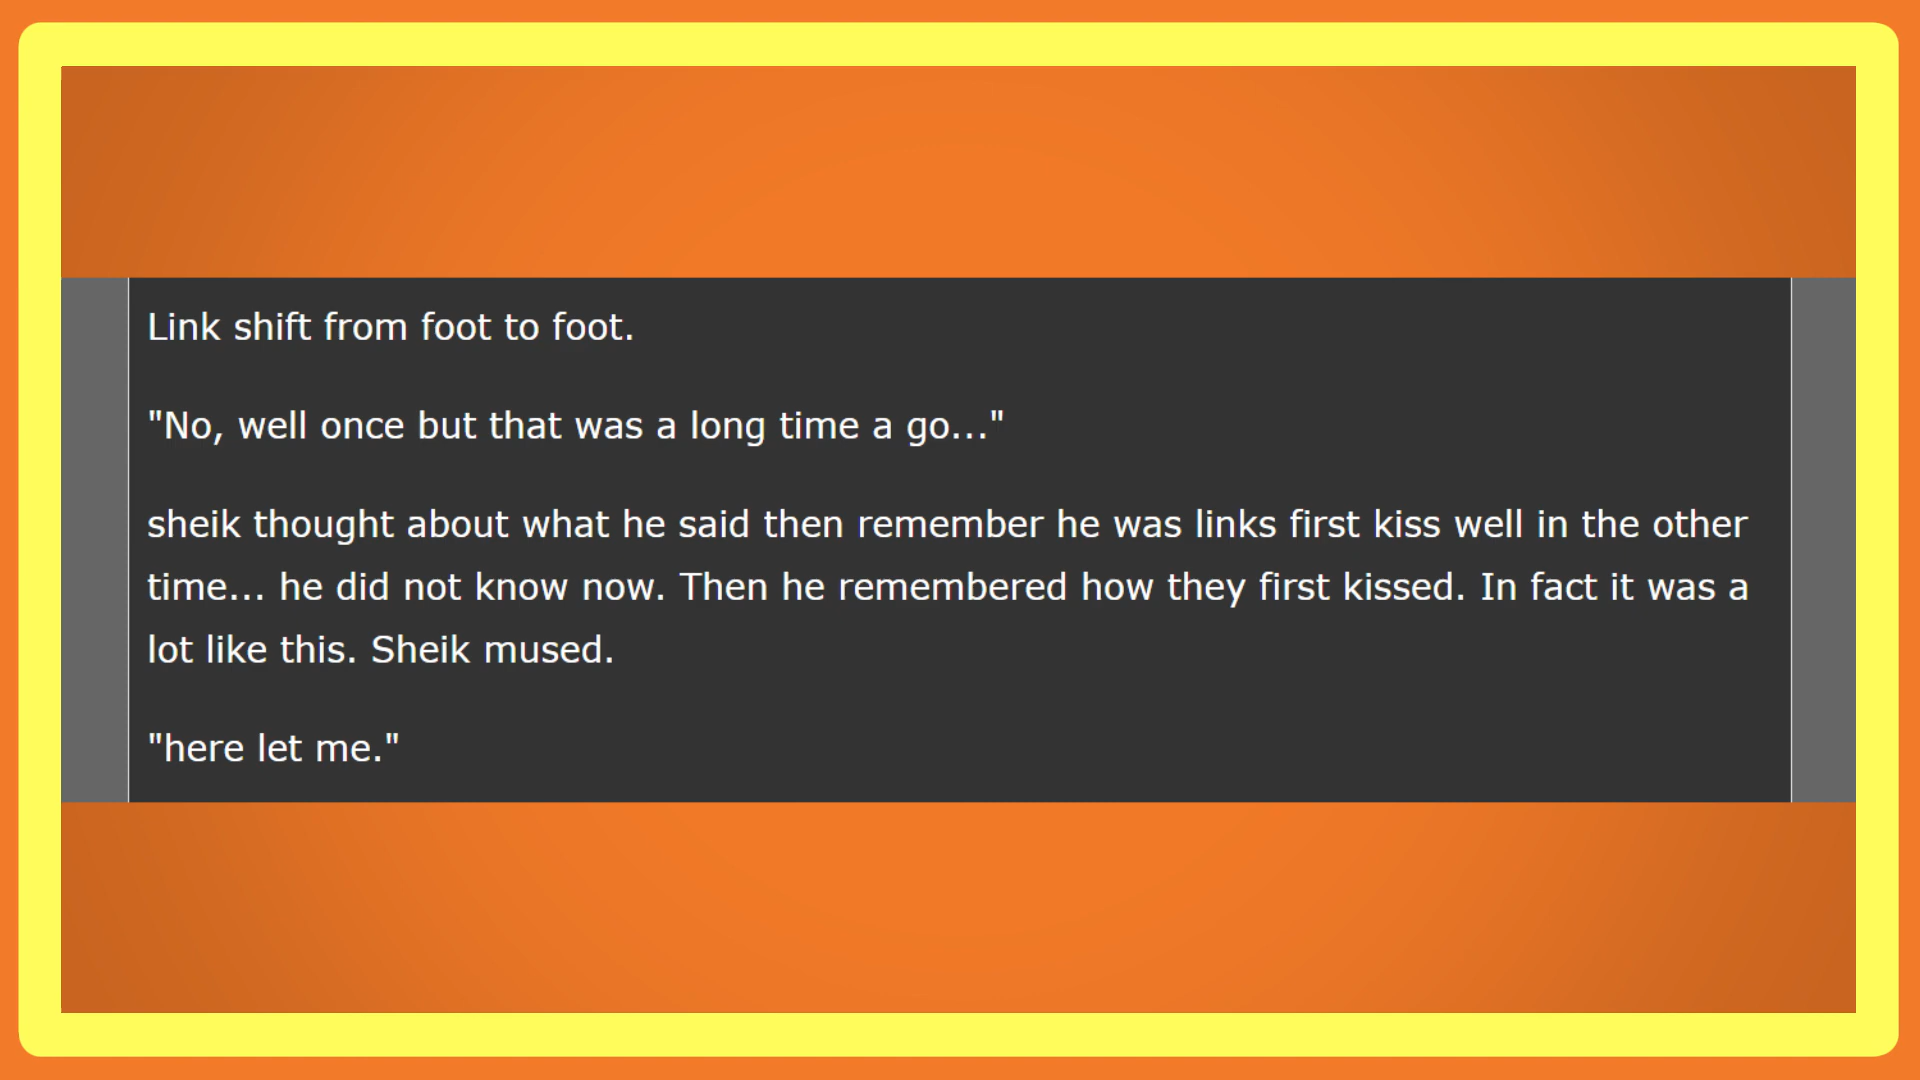 Link shift from foot to foot.
"No, well once but that was a long time a go…"
sheik thought about what he said then remember he was links first kiss well in the other
time… he did not know now. Then he remembered how they first kissed. In fact it was a
lot like this. Sheik mused.
"here let me."